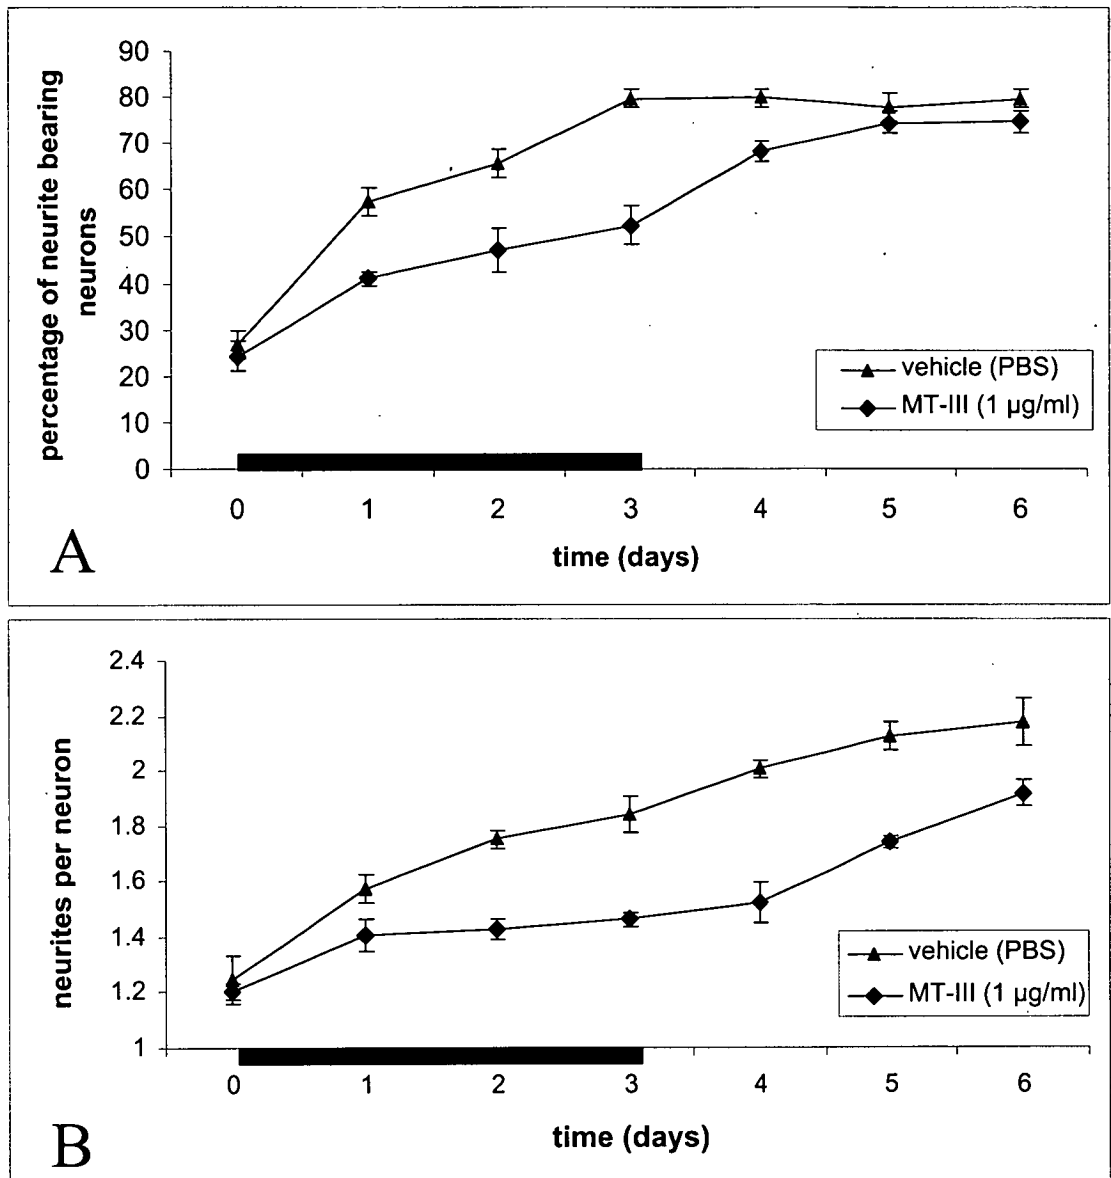 90
80
70
60
50
40
30
20
10
0
percentage of neurite bearing
neurons
vehicle (PBS)
MT-III (1 µg/ml)
0 1 2 3 4 5 6
time (days)
A
2.4
2.2
2
1.8
1.6
1.4
1.2
1
neurites per neuron
vehicle (PBS)
MT-III (1 µg/ml)
0 1 2 3 4 5 6
time (days)
B